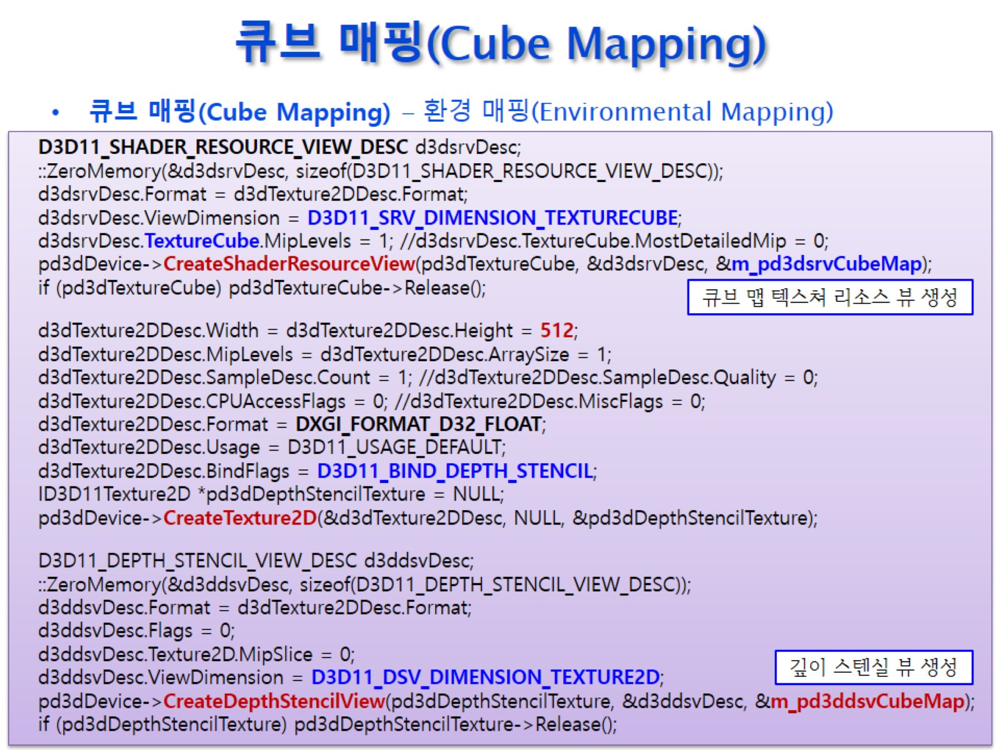 큐브 매핑(Cube Mapping)
• 큐브 매핑(Cube Mapping) – 환경 매핑(Environmental Mapping)
D3D11_SHADER_RESOURCE_VIEW_DESC d3dsrvDesc;
::ZeroMemory(&d3dsrvDesc, sizeof(D3D11_SHADER_RESOURCE_VIEW_DESC));
d3dsrvDesc.Format = d3dTexture2DDesc.Format;
d3dsrvDesc.ViewDimension = D3D11_SRV_DIMENSION_TEXTURECUBE;
d3dsrvDesc.TextureCube.MipLevels = 1; //d3dsrvDesc.TextureCube.MostDetailedMip = 0;
pd3dDevice->CreateShaderResourceView(pd3dTextureCube, &d3dsrvDesc, &m_pd3dsrvCubeMap);
if (pd3dTextureCube) pd3dTextureCube->Release();
큐브 맵 텍스쳐 리소스 뷰 생성
d3dTexture2DDesc.Width = d3dTexture2DDesc.Height = 512;
d3dTexture2DDesc.MipLevels = d3dTexture2DDesc.ArraySize = 1;
d3dTexture2DDesc.SampleDesc.Count = 1; //d3dTexture2DDesc.SampleDesc.Quality = 0;
d3dTexture2DDesc.CPUAccessFlags = 0; //d3dTexture2DDesc.MiscFlags = 0;
d3dTexture2DDesc.Format = DXGI_FORMAT_D32_FLOAT;
d3dTexture2DDesc.Usage = D3D11_USAGE_DEFAULT;
d3dTexture2DDesc.BindFlags = D3D11_BIND_DEPTH_STENCIL;
ID3D11Texture2D *pd3dDepthStencilTexture = NULL;
pd3dDevice->CreateTexture2D(&d3dTexture2DDesc, NULL, &pd3dDepthStencilTexture);
D3D11_DEPTH_STENCIL_VIEW_DESC d3ddsvDesc;
::ZeroMemory(&d3ddsvDesc, sizeof(D3D11_DEPTH_STENCIL_VIEW_DESC));
d3ddsvDesc.Format = d3dTexture2DDesc.Format;
d3ddsvDesc.Flags = 0;
d3ddsvDesc.Texture2D.MipSlice = 0;
깊이 스텐실 뷰 생성
d3ddsvDesc.ViewDimension = D3D11_DSV_DIMENSION_TEXTURE2D;
pd3dDevice->CreateDepthStencilView(pd3dDepthStencilTexture, &d3ddsvDesc, &m_pd3ddsvCubeMap);
if (pd3dDepthStencilTexture) pd3dDepthStencilTexture->Release();